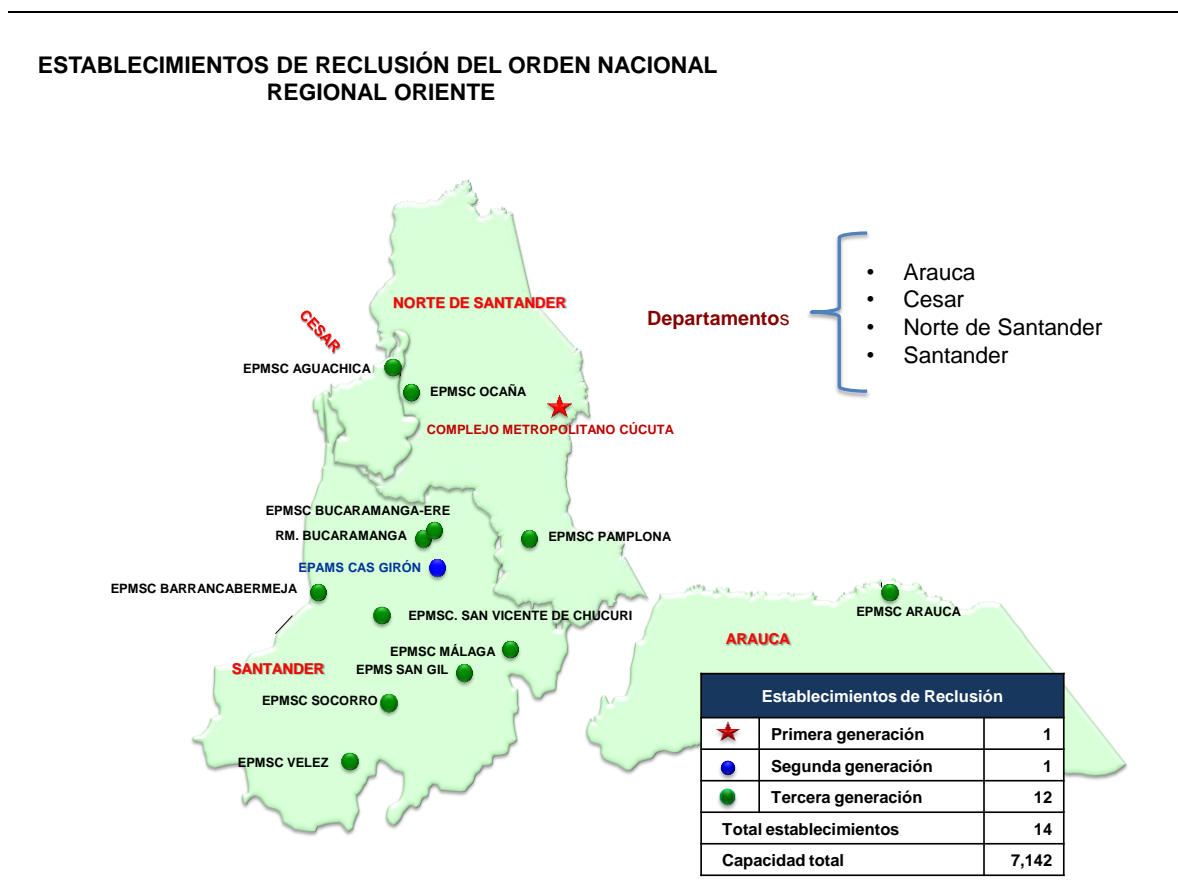 ESTABLECIMIENTOS DE RECLUSIÓN DEL ORDEN NACIONAL
REGIONAL ORIENTE
NORTE DE SANTANDER
CESAR
Departamentos
• Arauca
• Cesar
• Norte de Santander
• Santander
EPMSC AGUACHICA
EPMSC OCAÑA
COMPLEJO METROPOLITANO CÚCUTA
EPMSC BUCARAMANGA-ERE
RM. BUCARAMANGA
EPMSC PAMPLONA
EPAMS CAS GIRÓN
EPMSC BARRANCABERMEJA
EPMSC. SAN VICENTE DE CHUCURI
EPMSC ARAUCA
ARAUCA
EPMSC MÁLAGA
SANTANDER
EPMS SAN GIL
EPMSC SOCORRO
EPMSC VELEZ
Establecimientos de Reclusión
Primera generación 1
Segunda generación 1
Tercera generación 12
Total establecimientos 14
Capacidad total 7,142